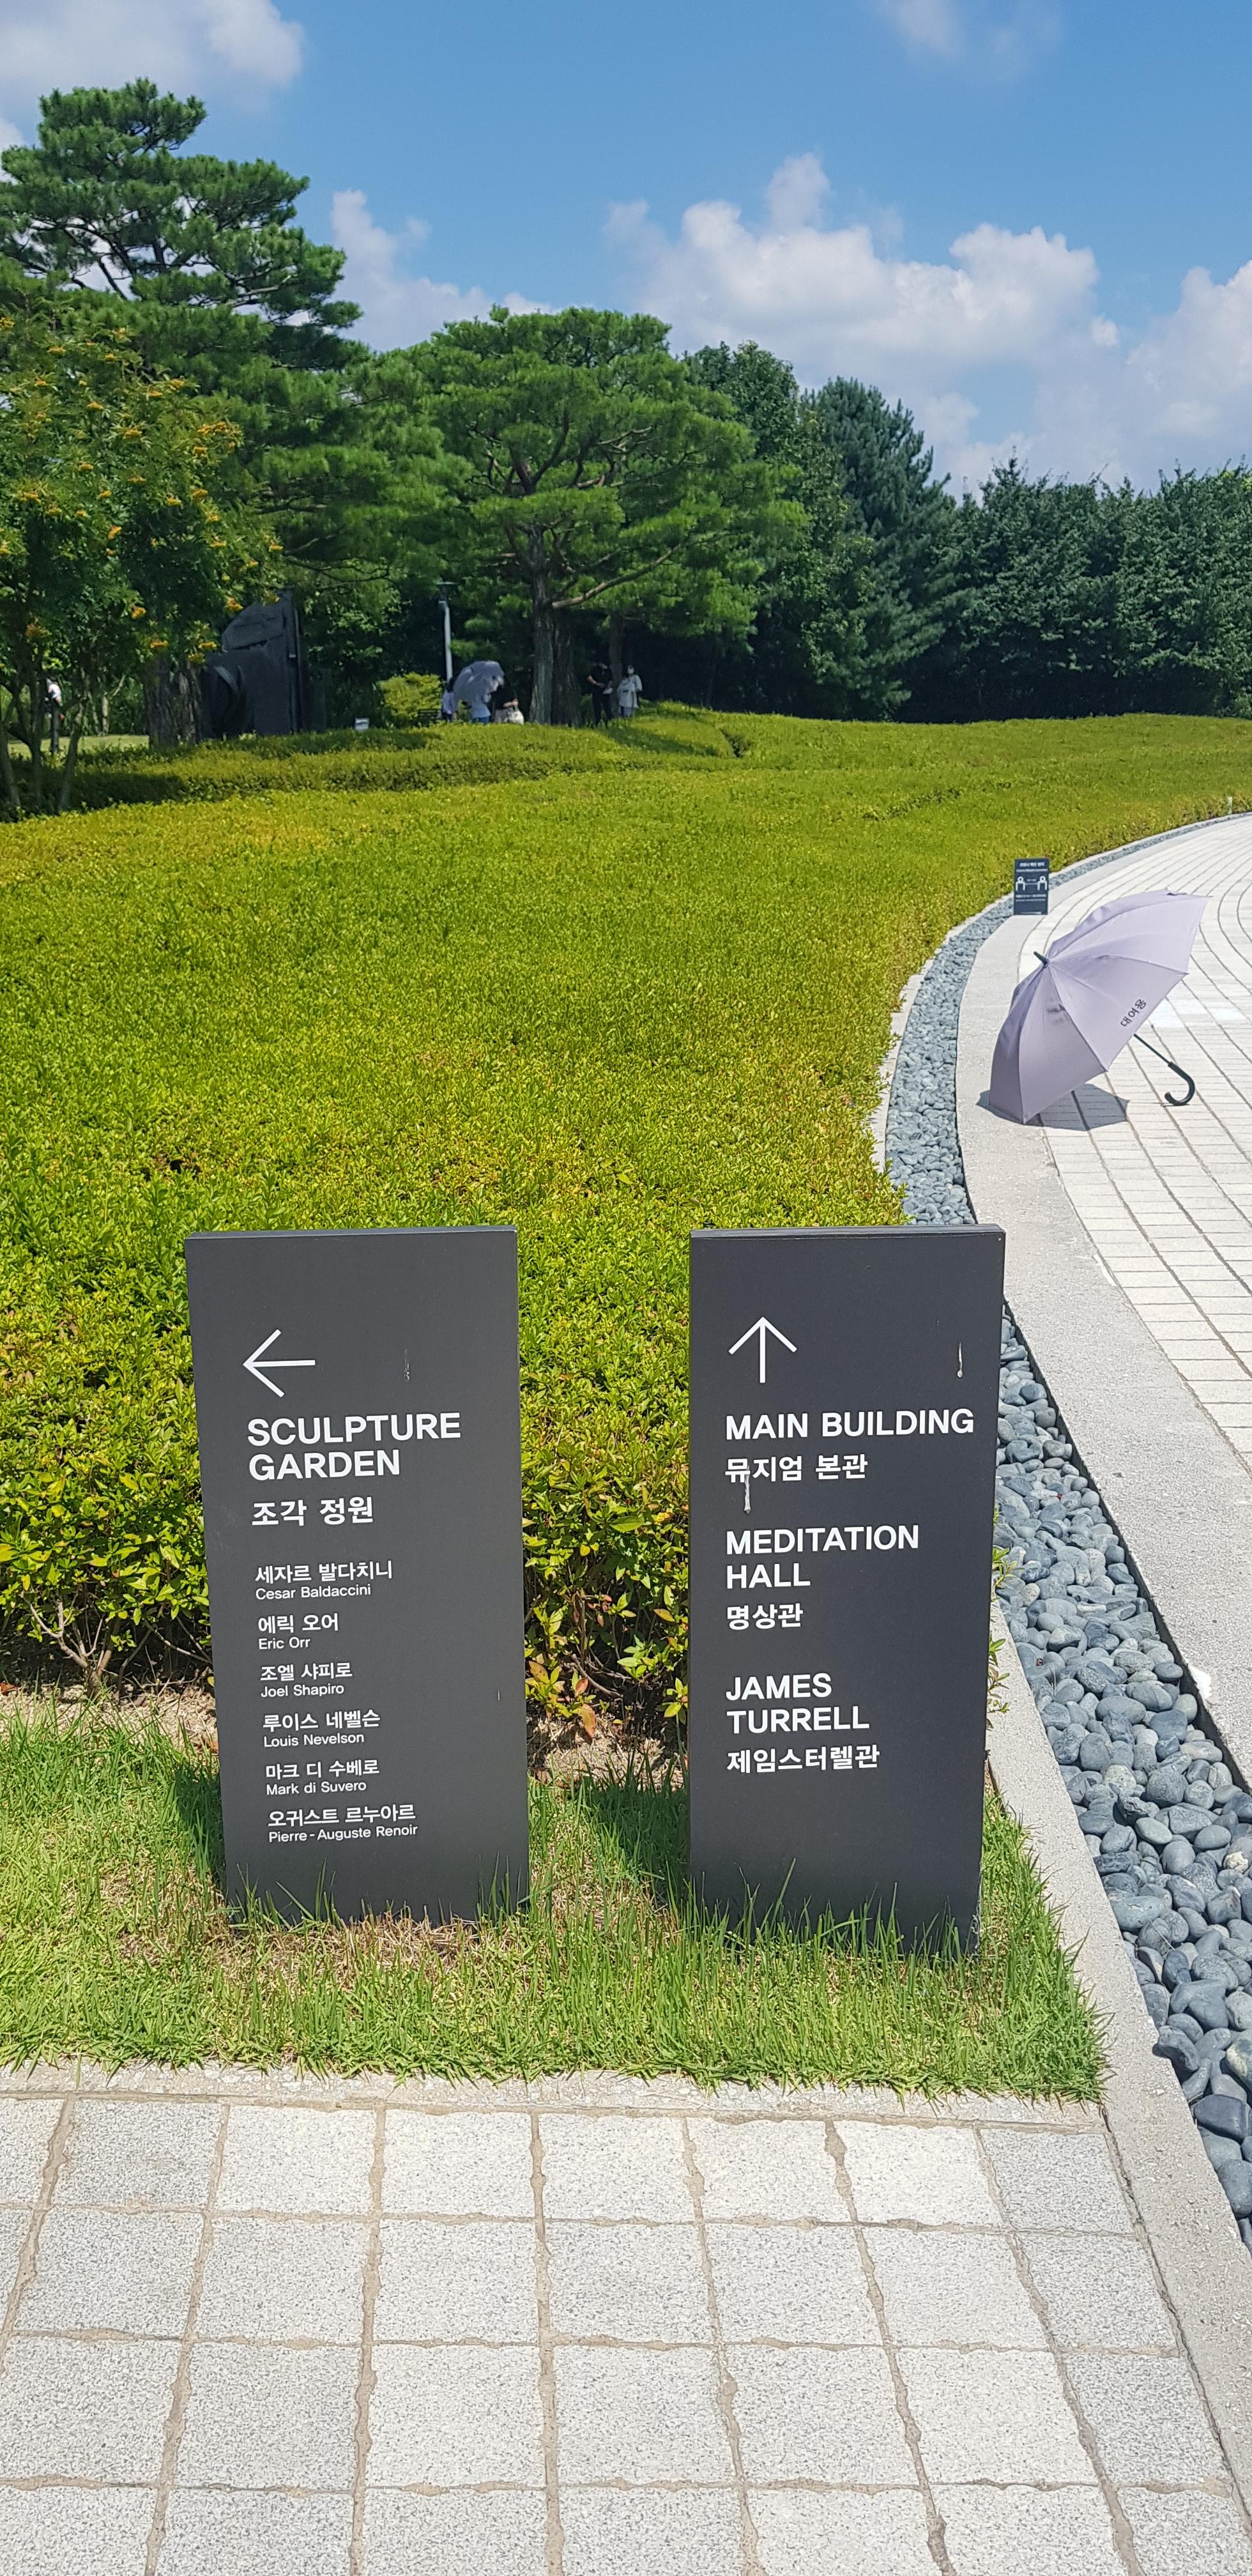 SCULPTURE
GARDEN
조각 정원
세자르 발다치니
Cesar Baldaccini
에릭 오어
Eric Orr
조엘 샤피로
Joel Shapiro
루이스 네벨슨
Louis Nevelson
마크 디 수베로
Mark di Suvero
오귀스트 르누아르
Pierre-Auguste Renoir
MAIN BUILDING
뮤지엄 본관
MEDITATION
HALL
명상관
JAMES
TURRELL
제임스터렐관
대여용